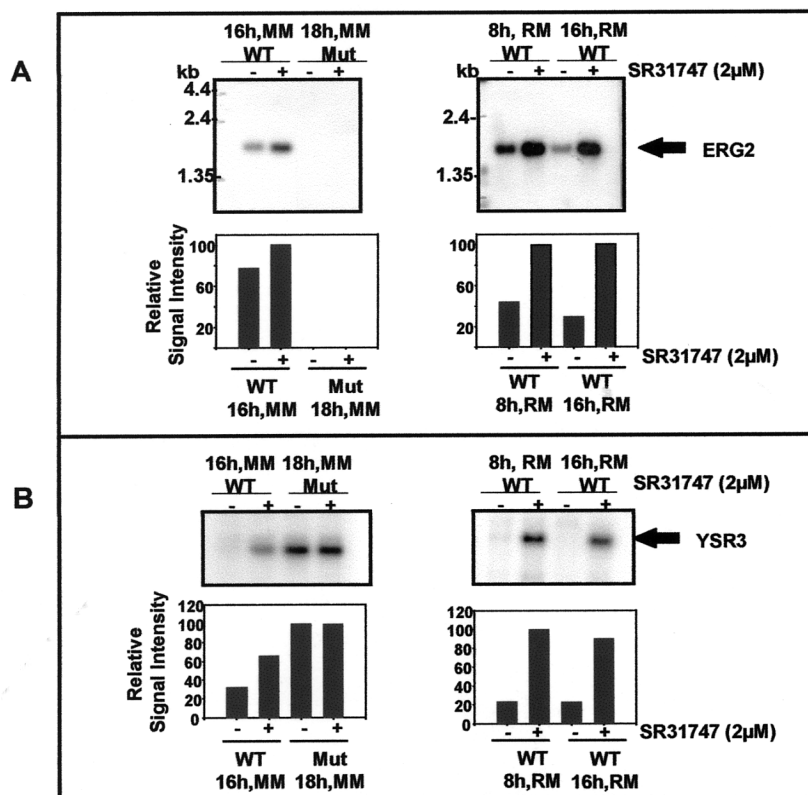 A
16h,MM 18h,MM
WT Mut
kb - + - +
4.4
2.4
1.35
8h, RM 16h,RM
WT WT
kb - + - + SR31747 (2µM)
2.4
1.35
ERG2
Relative
Signal Intensity
100
60
20
- + - +
WT Mut
16h,MM 18h,MM
100
60
20
- + - + SR31747 (2µM)
WT WT
8h,RM 16h,RM
B
16h,MM 18h,MM
WT Mut
- + - +
8h, RM 16h,RM
WT WT SR31747 (2µM)
- + - +
YSR3
Relative
Signal Intensity
120
100
80
60
40
20
0
- + - +
WT Mut
16h,MM 18h,MM
120
100
80
60
40
20
0
- + - + SR31747 (2µM)
WT WT
8h,RM 16h,RM